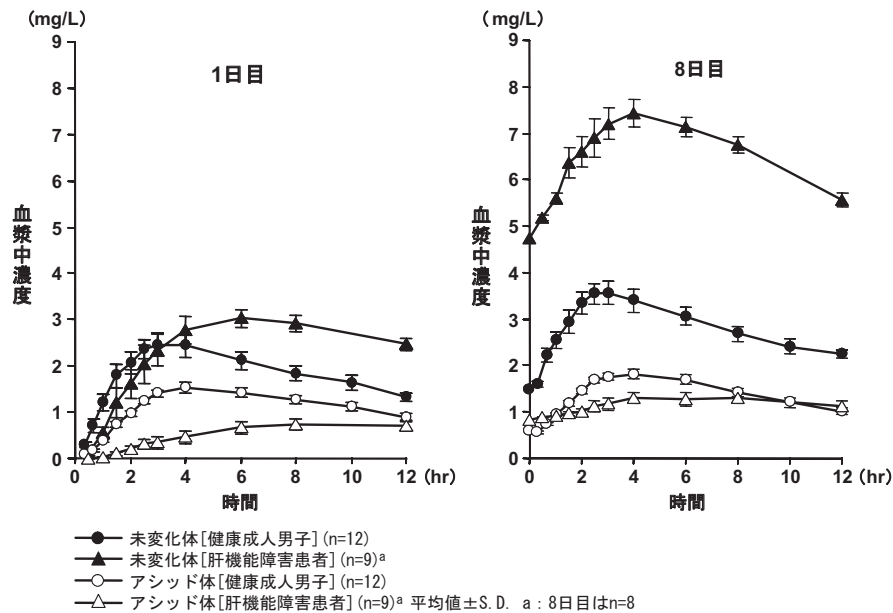 (mg/L)
9
8
7
6
5
4
3
2
1
0
血漿中濃度
1日目
0 2 4 6 8 10 12 (hr)
時間
(mg/L)
9
8
7
6
5
4
3
2
1
0
血漿中濃度
8日目
0 2 4 6 8 10 12 (hr)
時間
未変化体[健康成人男子](n=12)
未変化体[肝機能障害患者](n=9)ᵃ
アシッド体[健康成人男子](n=12)
アシッド体[肝機能障害患者](n=9)ᵃ 平均値±S.D. a:8日目はn=8